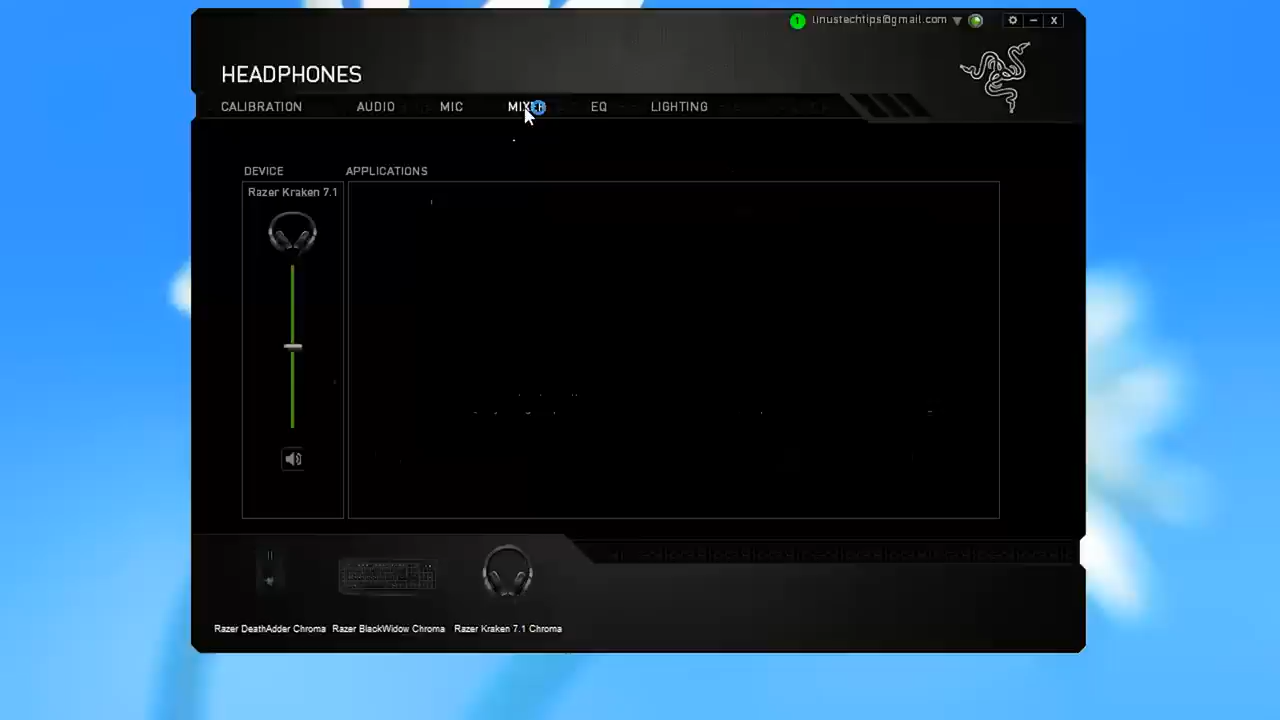 1 linustechtips@gmail.com
HEADPHONES
CALIBRATION AUDIO MIC MIXER EQ LIGHTING
DEVICE APPLICATIONS
Razer Kraken 7.1
Razer DeathAdder Chroma Razer BlackWidow Chroma Razer Kraken 7.1 Chroma